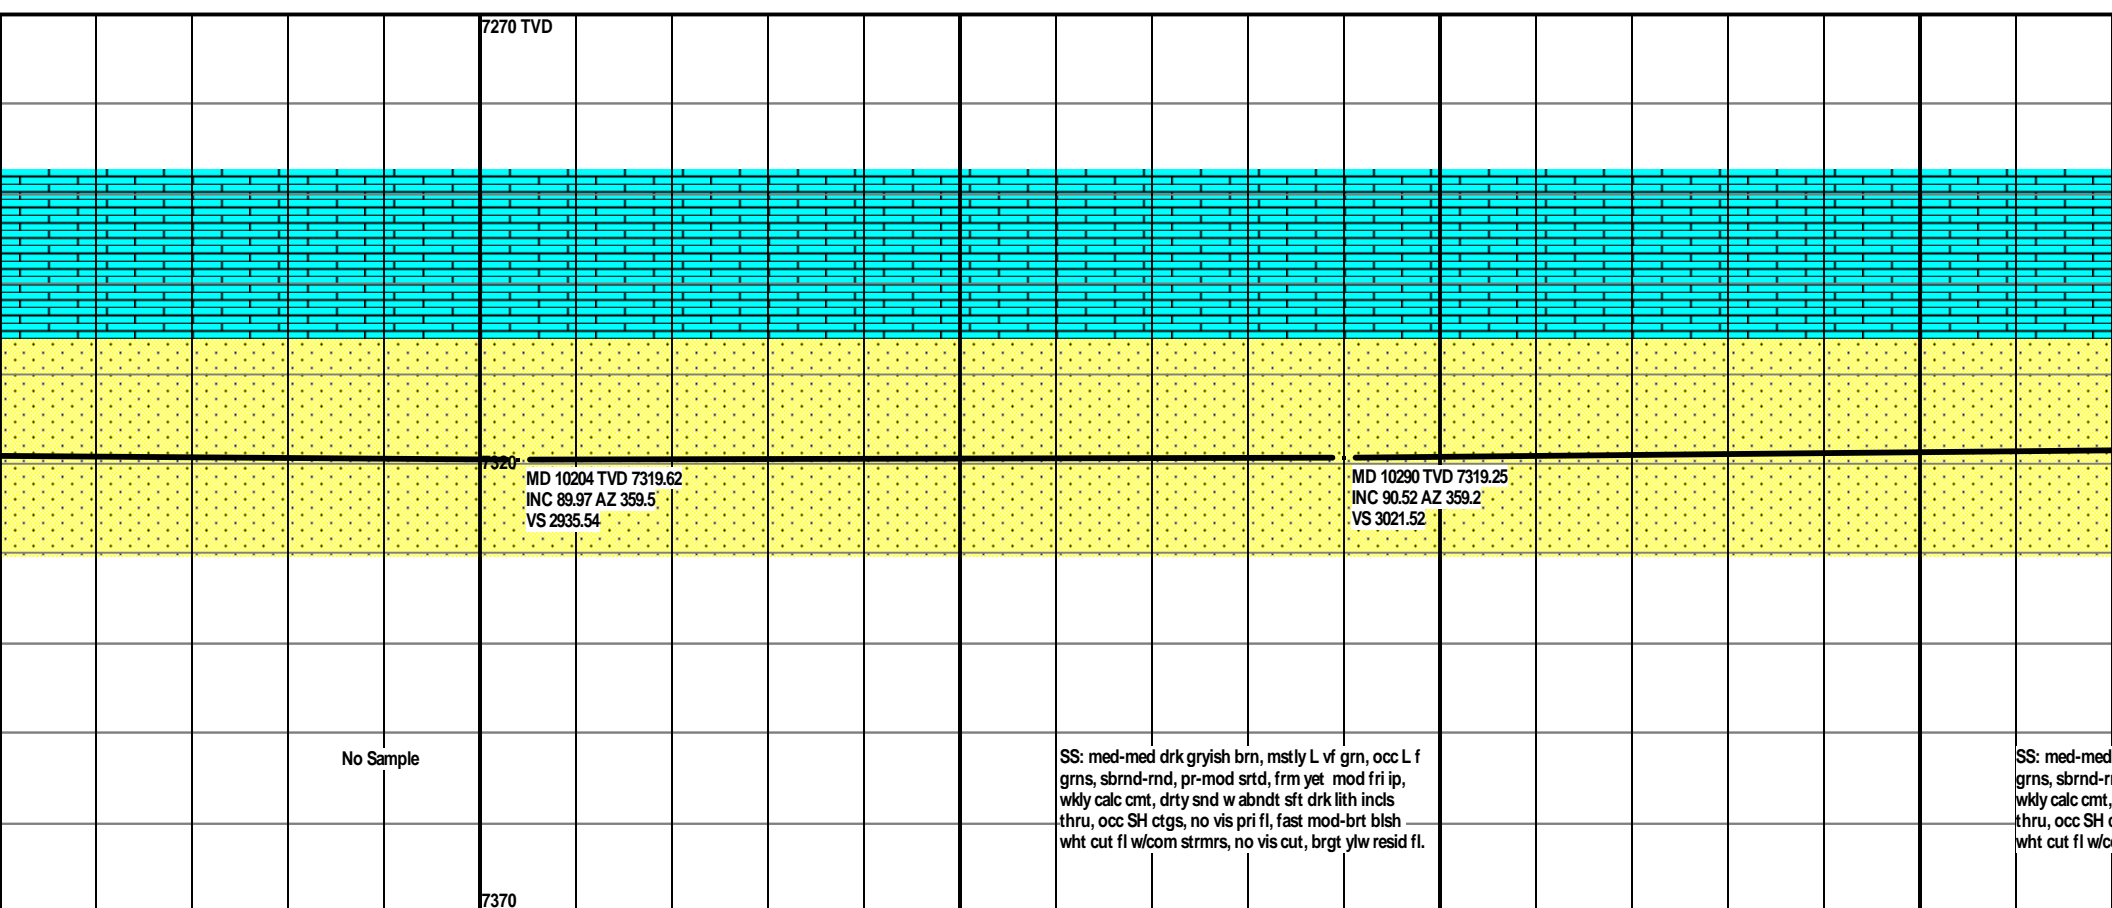 7270 TVD
7320
MD 10204 TVD 7319.62
INC 89.97 AZ 359.5
VS 2935.54
MD 10290 TVD 7319.25
INC 90.52 AZ 359.2
VS 3021.52
No Sample
SS: med-med drk gryish brn, mstly L vf grn, occ L f
grns, sbrnd-rnd, pr-mod srtd, frm yet mod fri ip,
wkly calc cmt, drty snd w abndt sft drk lith incls
thru, occ SH ctgs, no vis pri fl, fast mod-brt blsh
wht cut fl w/com strmrs, no vis cut, brgt ylw resid fl.
SS: med-med
grns, sbrnd-r
wkly calc cmt,
thru, occ SH
wht cut fl w/c
7370